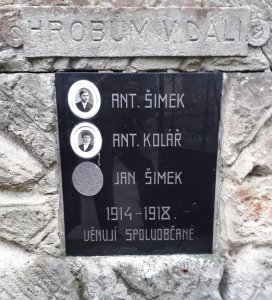 HROBŮM V DÁLI
ANT. ŠIMEK
ANT. KOLÁŘ
JAN ŠIMEK
1914-1918.
VĚNUJÍ SPOLUOBČANÉ